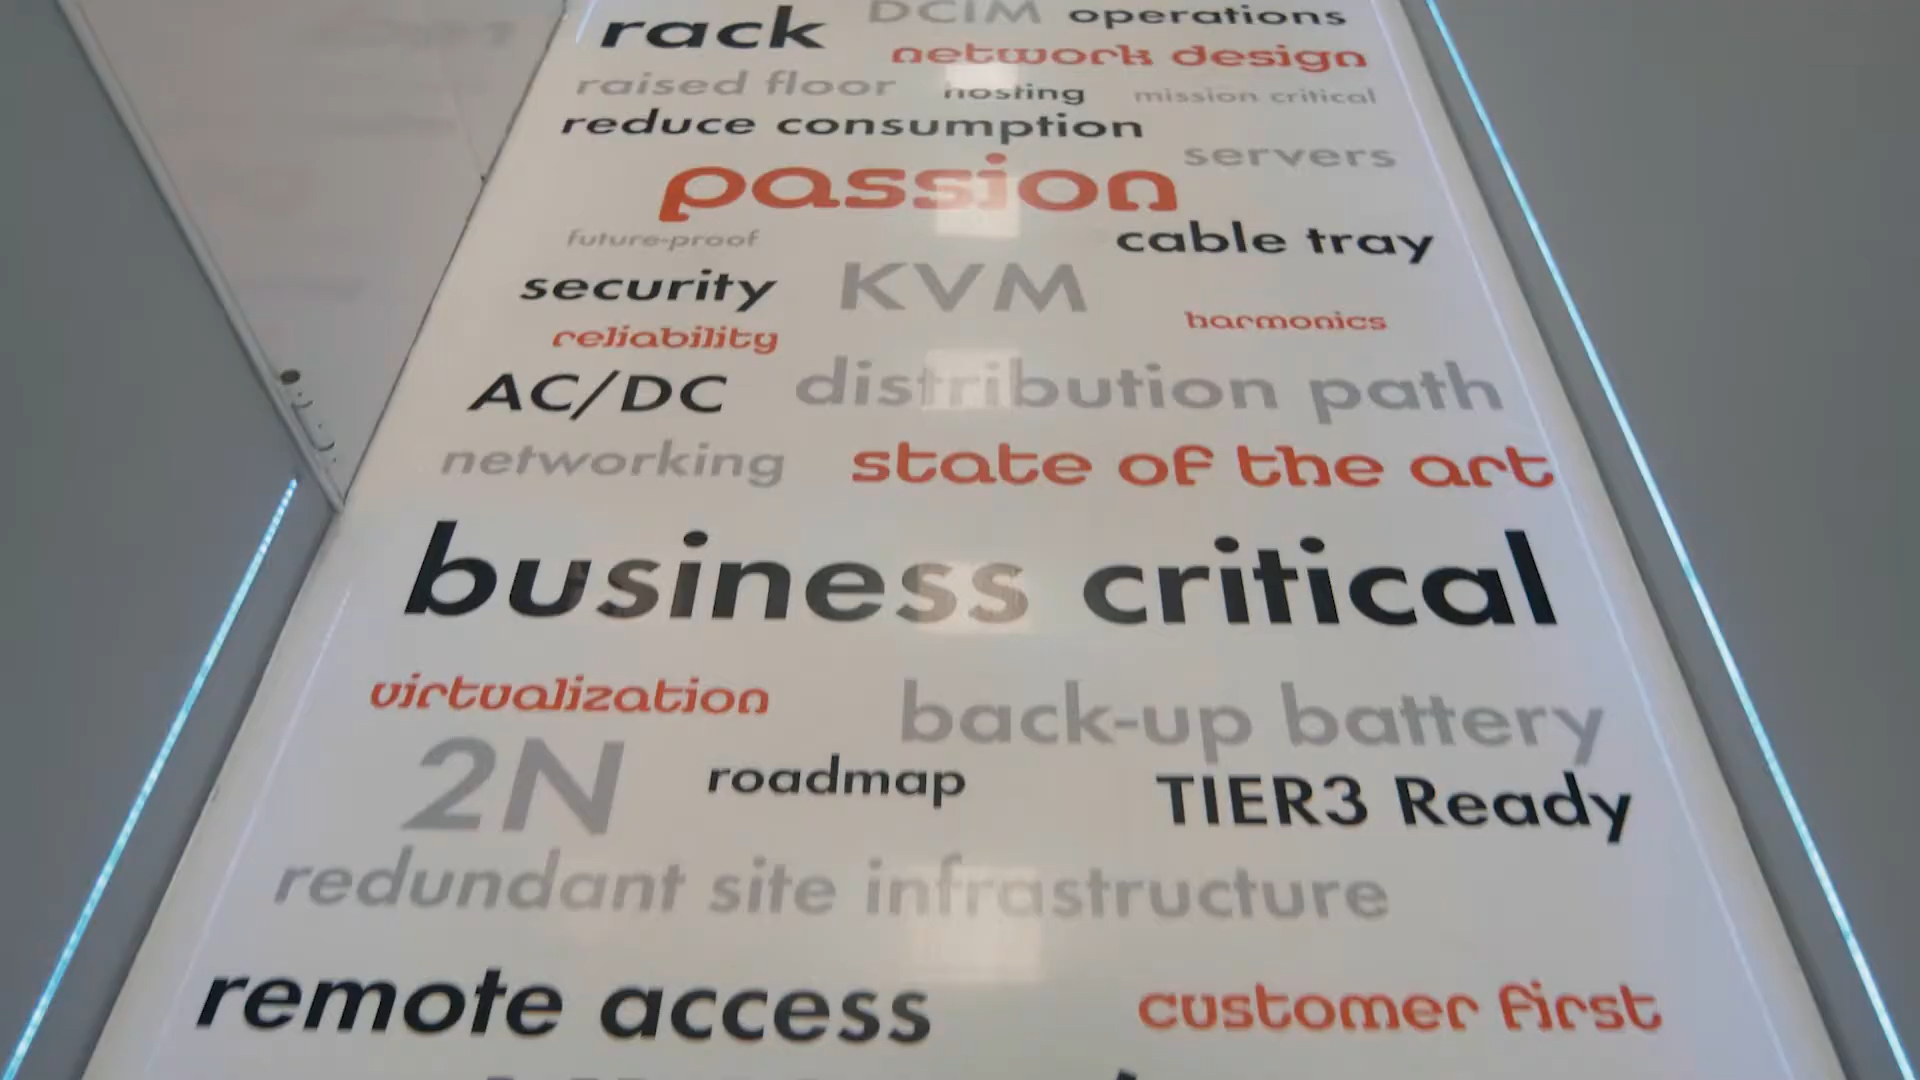 rack DCIM operations
network design
raised floor hosting mission critical
reduce consumption
servers
passion
future-proof cable tray
security KVM
harmonics
reliability
AC/DC distribution path
networking state of the art
business critical
virtualization back-up battery
2N roadmap TIER3 Ready
redundant site infrastructure
remote access customer first